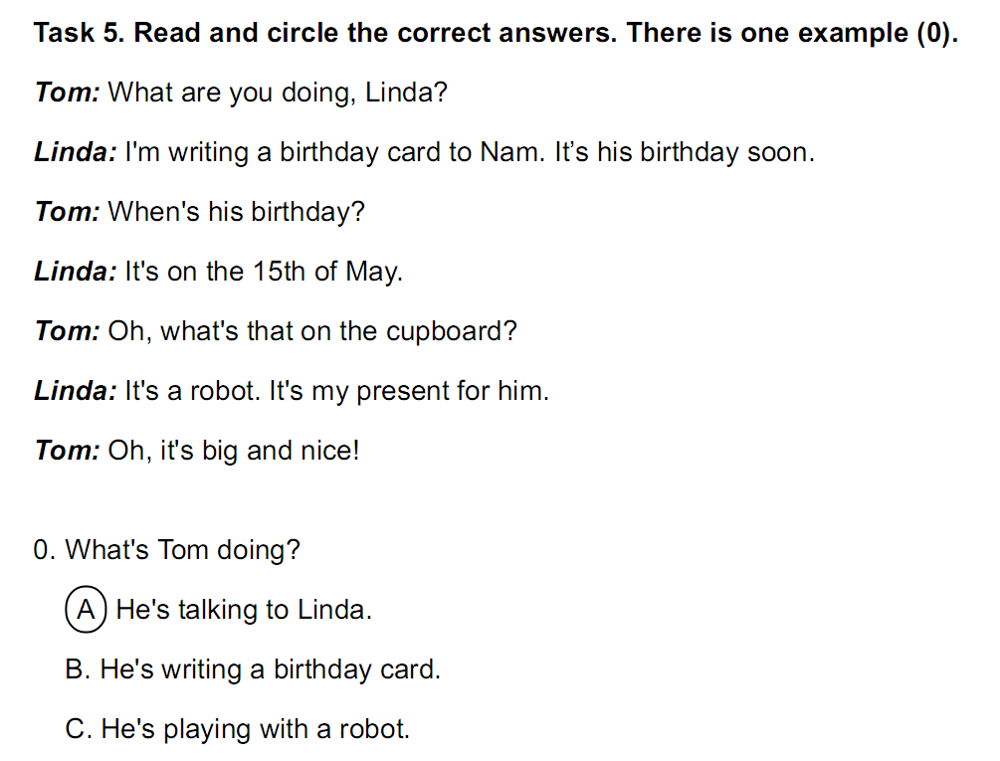 Task 5. Read and circle the correct answers. There is one example (0).
Tom: What are you doing, Linda?
Linda: I'm writing a birthday card to Nam. It’s his birthday soon.
Tom: When's his birthday?
Linda: It's on the 15th of May.
Tom: Oh, what's that on the cupboard?
Linda: It's a robot. It's my present for him.
Tom: Oh, it's big and nice!
0. What's Tom doing?
A He's talking to Linda.
B. He's writing a birthday card.
C. He's playing with a robot.